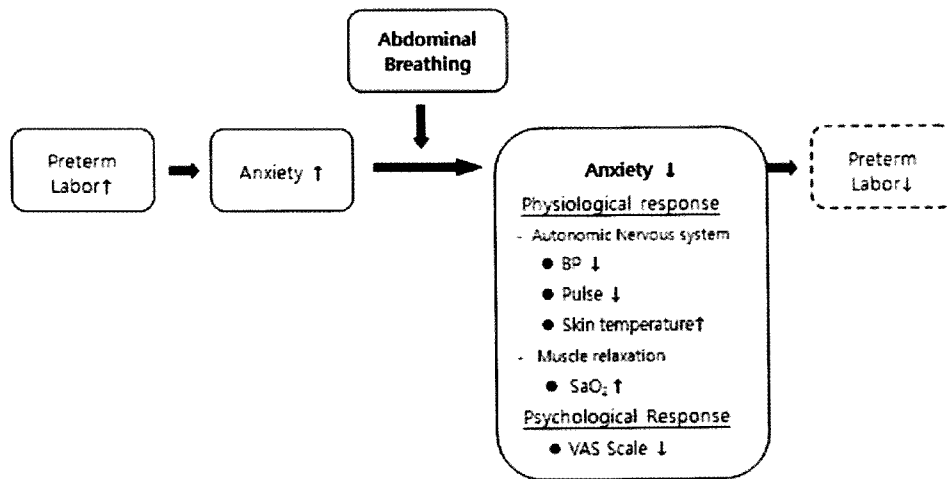 Abdominal
Breathing
Preterm
Labor↑
Anxiety ↑
Anxiety ↓
Physiological response
- Autonomic Nervous system
● BP ↓
● Pulse ↓
● Skin temperature↑
- Muscle relaxation
● SaO₂ ↑
Psychological Response
● VAS Scale ↓
Preterm
Labor↓